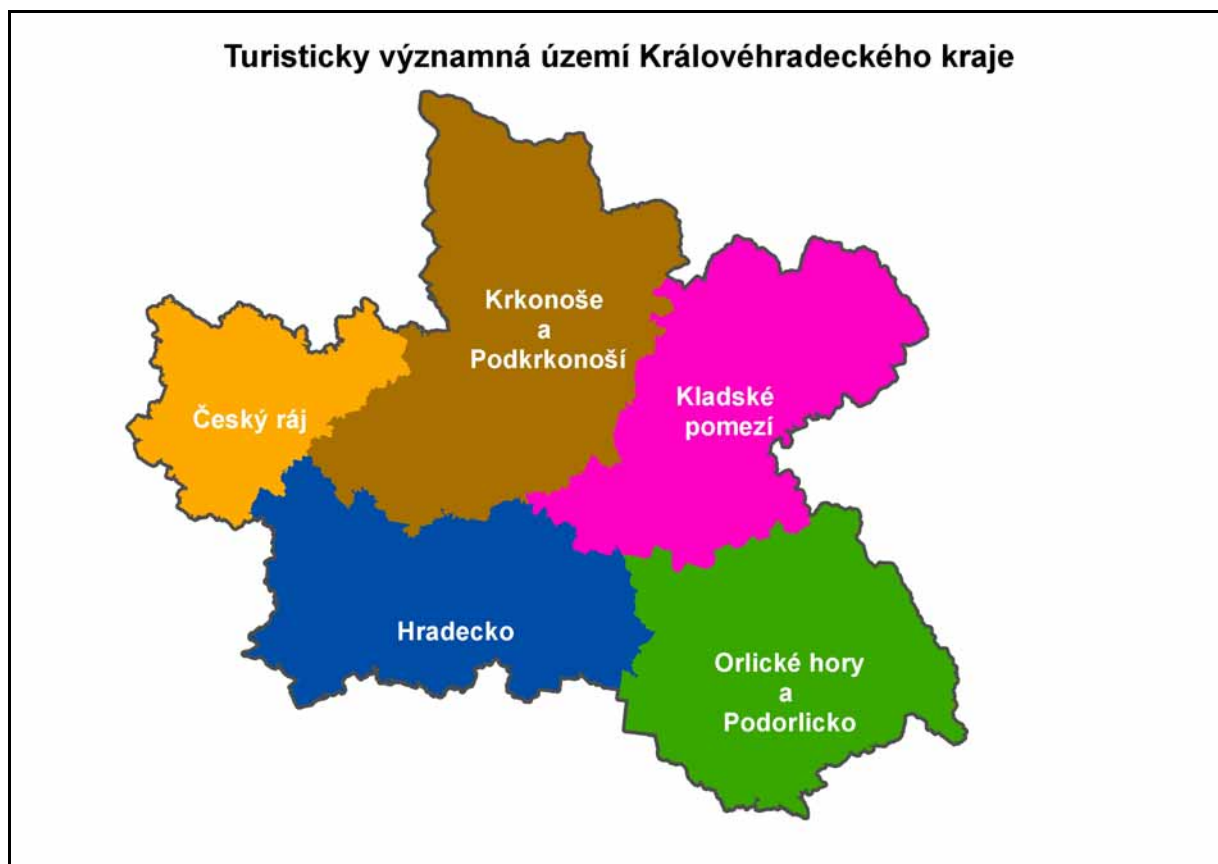 Turisticky významná území Královéhradeckého kraje
Krkonoše
a
Podkrkonoší
Kladské
pomezí
Český ráj
Hradecko
Orlické hory
a
Podorlicko